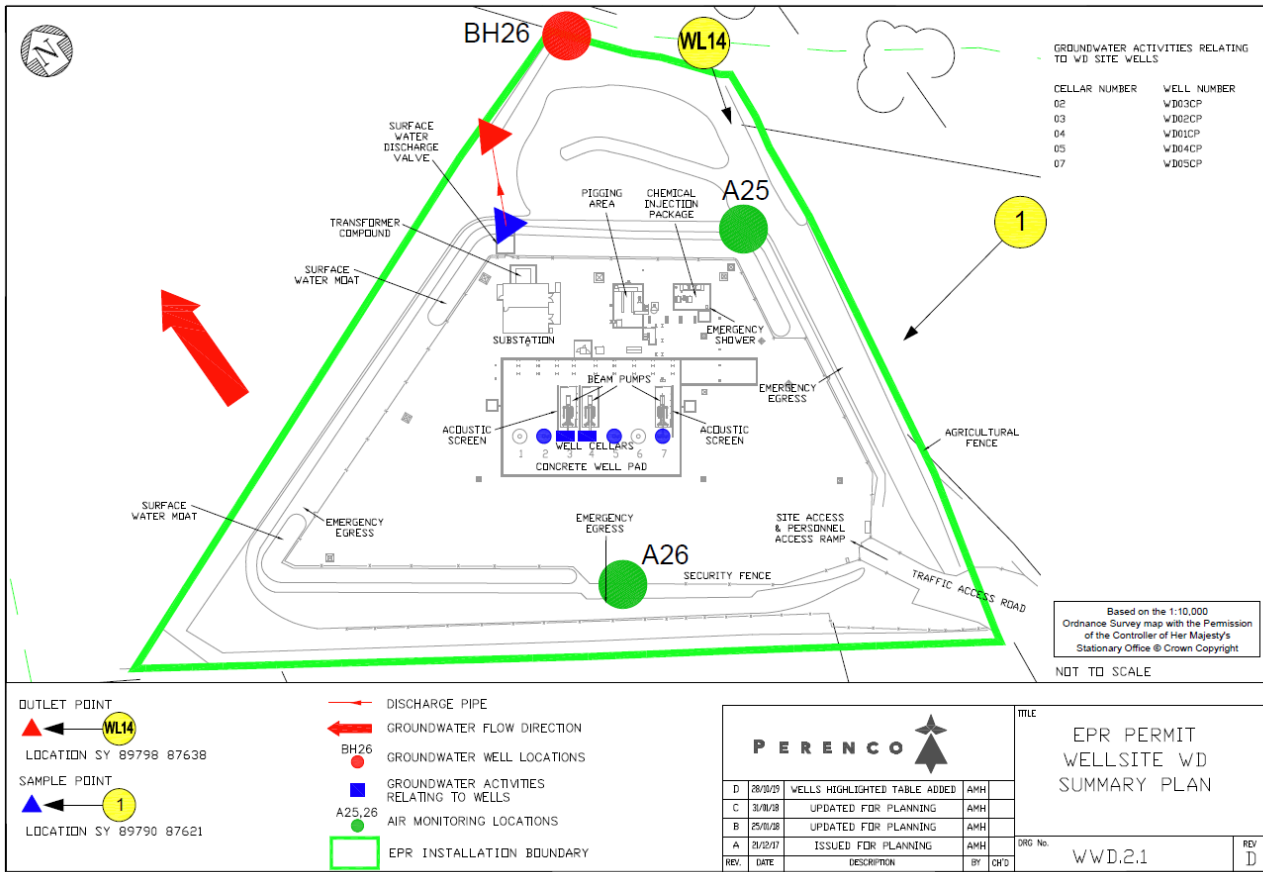 N
BH26
WL14
GROUNDWATER ACTIVITIES RELATING
TO WD SITE WELLS
CELLAR NUMBER WELL NUMBER
02 WD03CP
03 WD02CP
04 WD01CP
05 WD04CP
07 WD05CP
SURFACE
WATER
DISCHARGE
VALVE
A25
1
PIGGING
AREA
CHEMICAL
INJECTION
PACKAGE
TRANSFORMER
COMPOUND
SURFACE
WATER MOAT
SUBSTATION
EMERGENCY
SHOWER
BEAM PUMPS
EMERGENCY
EGRESS
ACOUSTIC
SCREEN
ACOUSTIC
SCREEN
AGRICULTURAL
FENCE
WELL CELLARS
1 2 3 4 5 6 7
CONCRETE WELL PAD
SURFACE
WATER MOAT
EMERGENCY
EGRESS
EMERGENCY
EGRESS
SITE ACCESS
& PERSONNEL
ACCESS RAMP
A26
SECURITY FENCE
TRAFFIC ACCESS ROAD
Based on the 1:10,000
Ordnance Survey map with the Permission
of the Controller of Her Majesty's
Stationary Office © Crown Copyright
NOT TO SCALE
OUTLET POINT
WL14
LOCATION SY 89798 87638
SAMPLE POINT
1
LOCATION SY 89790 87621
DISCHARGE PIPE
GROUNDWATER FLOW DIRECTION
BH26
GROUNDWATER WELL LOCATIONS
GROUNDWATER ACTIVITIES
RELATING TO WELLS
A25,26
AIR MONITORING LOCATIONS
EPR INSTALLATION BOUNDARY
PERENCO
D 28/10/19 WELLS HIGHLIGHTED TABLE ADDED AMH
C 31/01/18 UPDATED FOR PLANNING AMH
B 25/01/18 UPDATED FOR PLANNING AMH
A 21/12/17 ISSUED FOR PLANNING AMH
REV. DATE DESCRIPTION BY CH'D
TITLE
EPR PERMIT
WELLSITE WD
SUMMARY PLAN
DRG No. WWD.2.1
REV
D